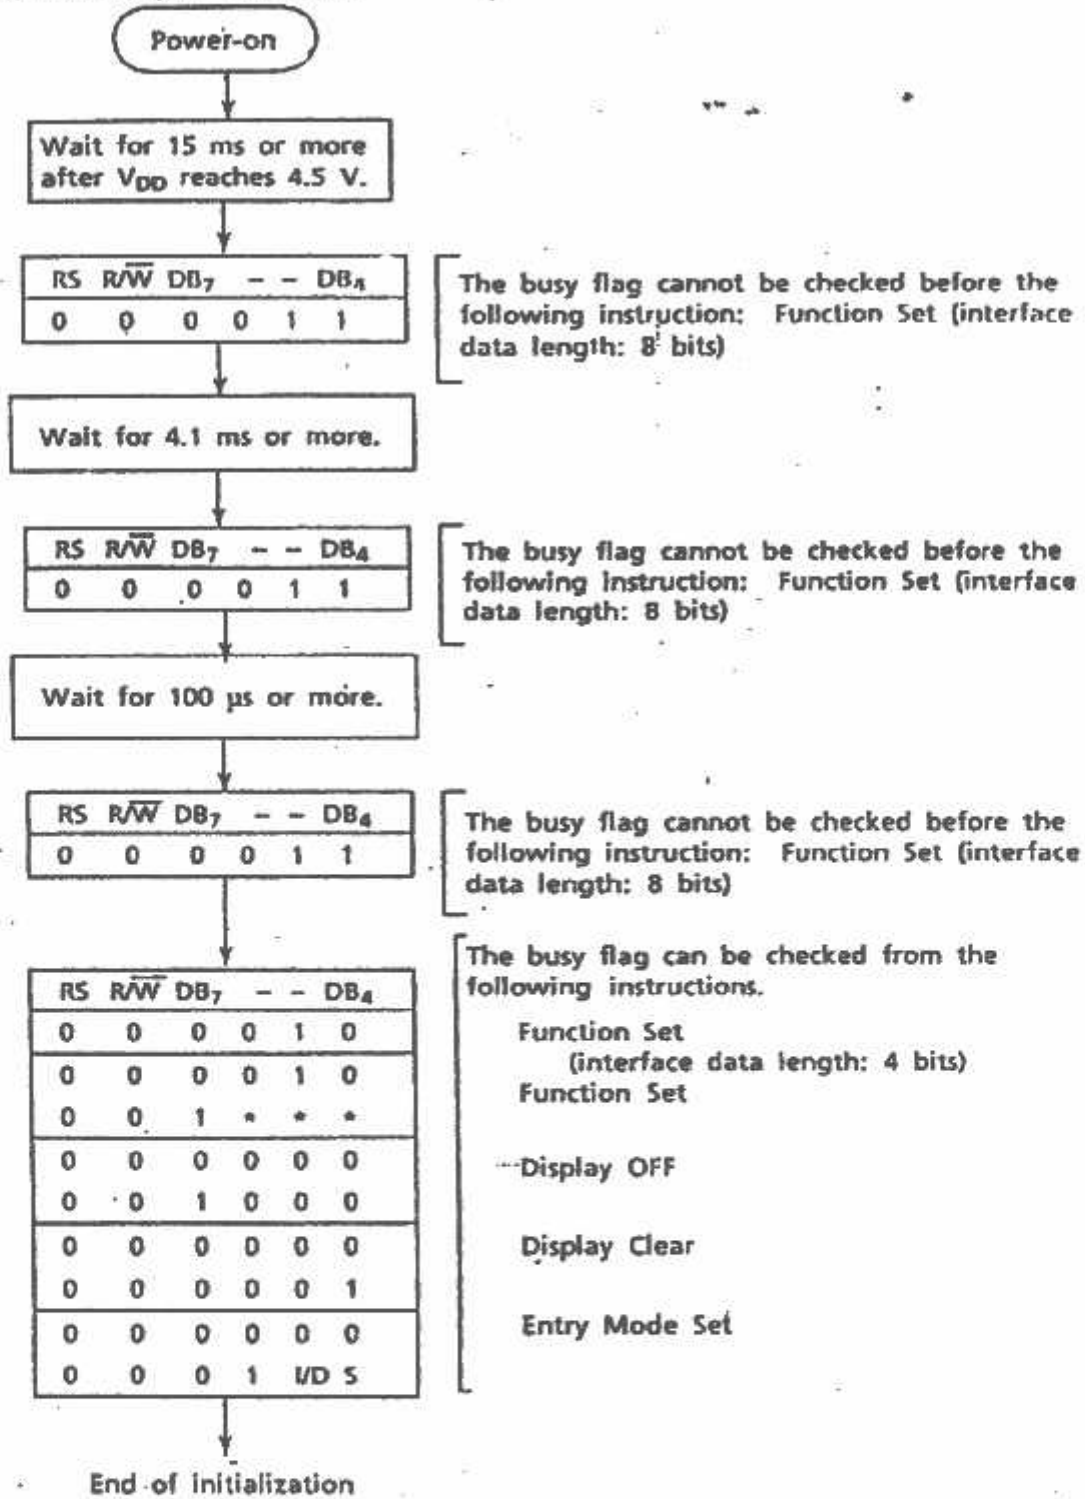 Power-on
Wait for 15 ms or more
after VDD reaches 4.5 V.
RS R/W̅ DB7 - - DB4
0 0 0 0 1 1
The busy flag cannot be checked before the
following instruction: Function Set (interface
data length: 8 bits)
Wait for 4.1 ms or more.
RS R/W̅ DB7 - - DB4
0 0 0 0 1 1
The busy flag cannot be checked before the
following instruction: Function Set (interface
data length: 8 bits)
Wait for 100 µs or more.
RS R/W̅ DB7 - - DB4
0 0 0 0 1 1
The busy flag cannot be checked before the
following instruction: Function Set (interface
data length: 8 bits)
RS R/W̅ DB7 - - DB4
0 0 0 0 1 0
0 0 0 0 1 0
0 0 1 * * *
0 0 0 0 0 0
0 0 1 0 0 0
0 0 0 0 0 0
0 0 0 0 0 1
0 0 0 0 0 0
0 0 0 1 I/D S
The busy flag can be checked from the
following instructions.
Function Set
(interface data length: 4 bits)
Function Set
Display OFF
Display Clear
Entry Mode Set
End of initialization